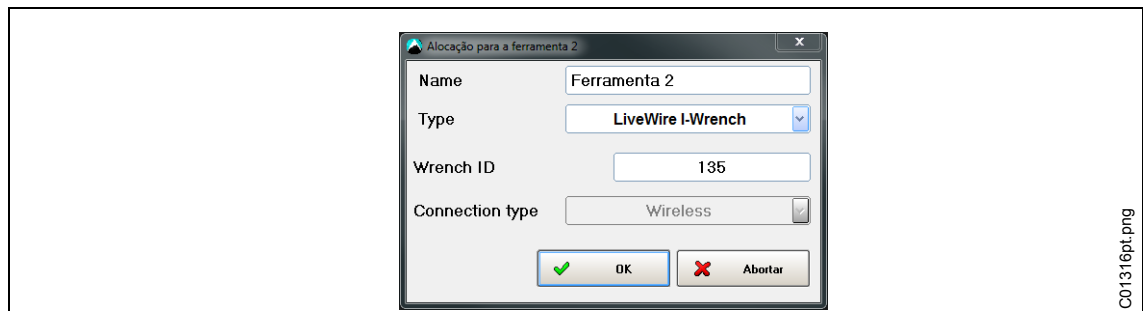 Alocação para a ferramenta 2
Name Ferramenta 2
Type LiveWire I-Wrench
Wrench ID 135
Connection type Wireless
OK Abortar
C01316pt.png